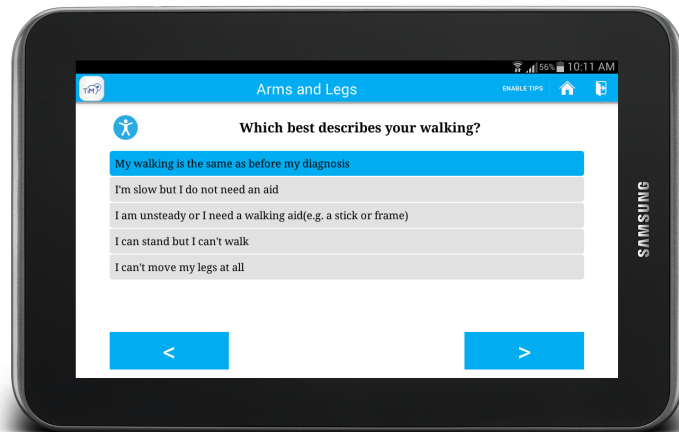 56% 10:11 AM
TiM
Arms and Legs
ENABLE TIPS
Which best describes your walking?
My walking is the same as before my diagnosis
I'm slow but I do not need an aid
I am unsteady or I need a walking aid(e.g. a stick or frame)
I can stand but I can't walk
I can't move my legs at all
< >
SAMSUNG